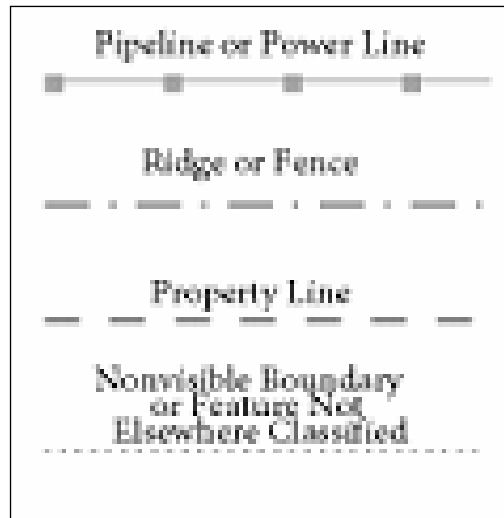 Pipeline or Power Line
Ridge or Fence
Property Line
Nonvisible Boundary
or Feature Not
Elsewhere Classified